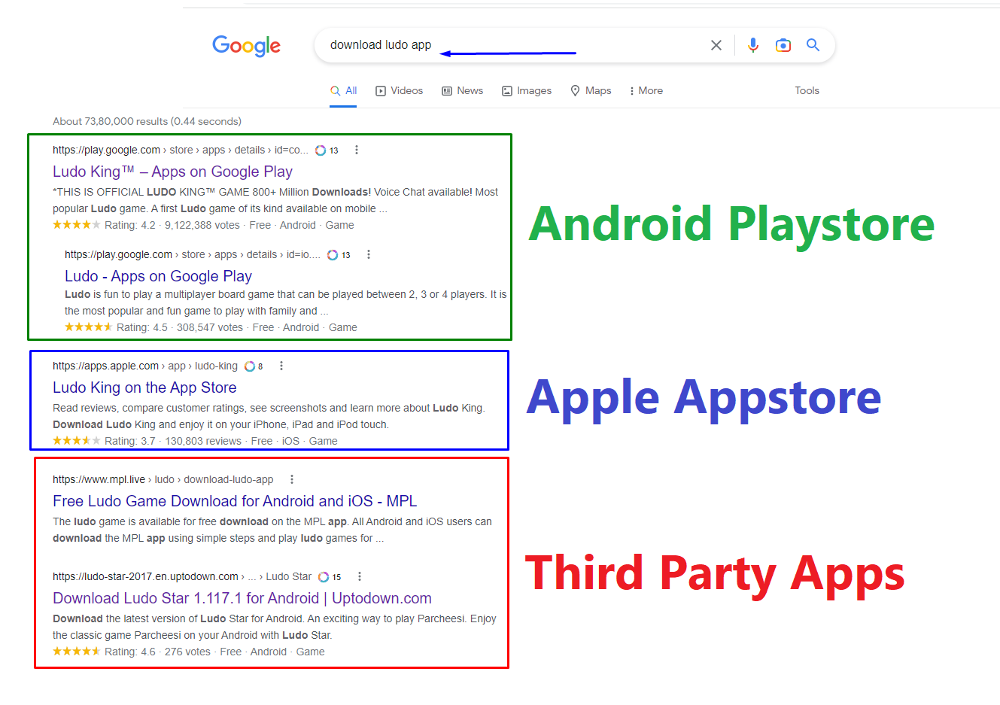 Google
download ludo app
All Videos News Images Maps More Tools
About 73,80,000 results (0.44 seconds)
https://play.google.com › store › apps › details › id=co... 13
Ludo King™ – Apps on Google Play
*THIS IS OFFICIAL LUDO KING™ GAME 800+ Million Downloads! Voice Chat available! Most
popular Ludo game. A first Ludo game of its kind available on mobile ...
Rating: 4.2 · 9,122,388 votes · Free · Android · Game
https://play.google.com › store › apps › details › id=io.... 13
Ludo - Apps on Google Play
Ludo is fun to play a multiplayer board game that can be played between 2, 3 or 4 players. It is
the most popular and fun game to play with family and ...
Rating: 4.5 · 308,547 votes · Free · Android · Game
Android Playstore
https://apps.apple.com › app › ludo-king 8
Ludo King on the App Store
Read reviews, compare customer ratings, see screenshots and learn more about Ludo King.
Download Ludo King and enjoy it on your iPhone, iPad and iPod touch.
Rating: 3.7 · 130,803 reviews · Free · iOS · Game
Apple Appstore
https://www.mpl.live › ludo › download-ludo-app
Free Ludo Game Download for Android and iOS - MPL
The ludo game is available for free download on the MPL app. All Android and iOS users can
download the MPL app using simple steps and play ludo games for ...
https://ludo-star-2017.en.uptodown.com › ... › Ludo Star 15
Download Ludo Star 1.117.1 for Android | Uptodown.com
Download the latest version of Ludo Star for Android. An exciting way to play Parcheesi. Enjoy
the classic game Parcheesi on your Android with Ludo Star.
Rating: 4.6 · 276 votes · Free · Android · Game
Third Party Apps